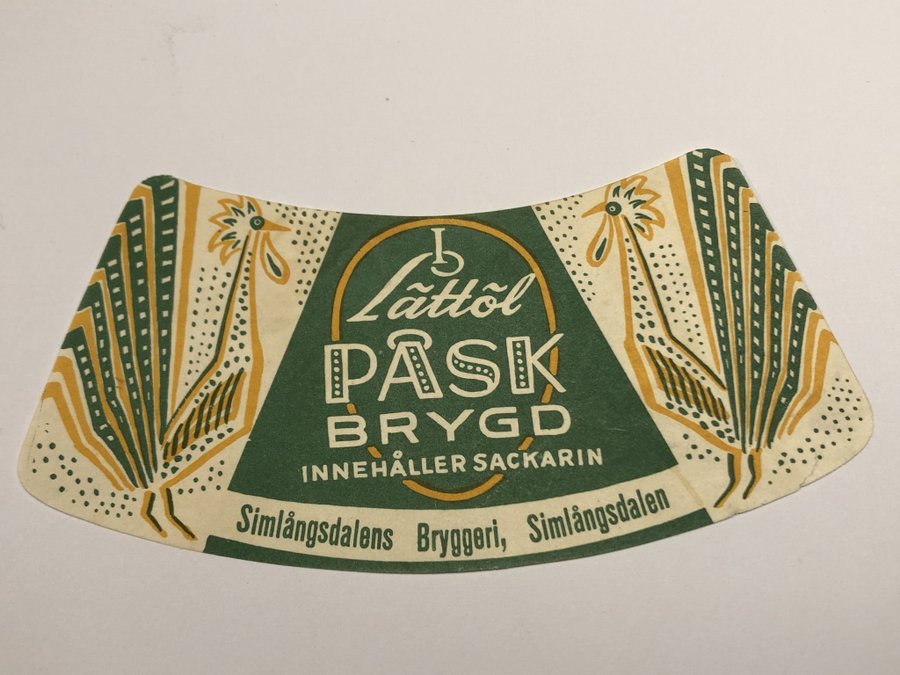 I
Lättöl
PÅSK
BRYGD
INNEHÅLLER SACKARIN
Simlångsdalens Bryggeri, Simlångsdalen